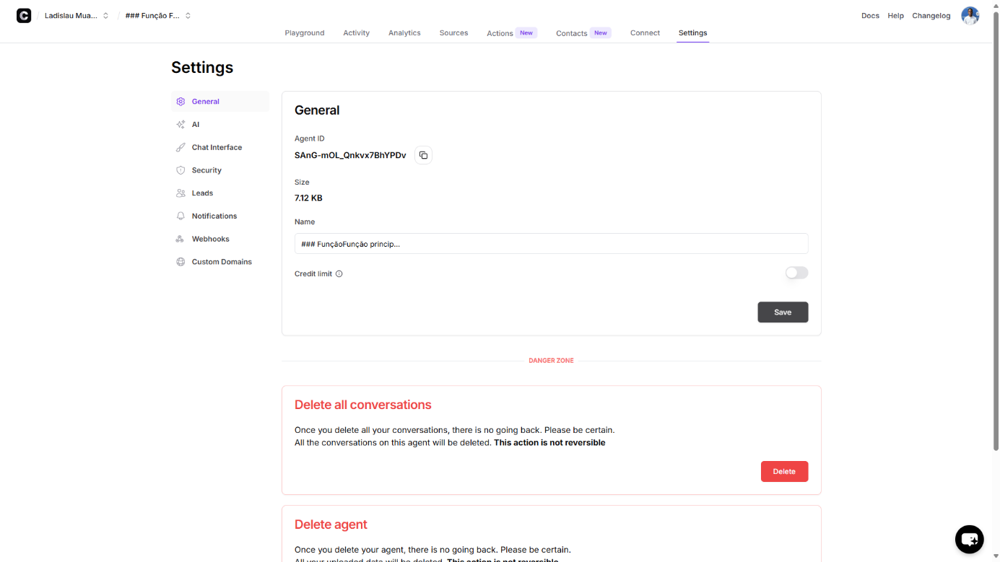 Ladislau Mua...
### Função F...
Docs
Help
Changelog
Playground
Activity
Analytics
Sources
Actions New
Contacts New
Connect
Settings
Settings
General
AI
Chat Interface
Security
Leads
Notifications
Webhooks
Custom Domains
General
Agent ID
SAnG-mOL_Qnkvx7BhYPDv
Size
7.12 KB
Name
### FunçãoFunção princip...
Credit limit
Save
DANGER ZONE
Delete all conversations
Once you delete all your conversations, there is no going back. Please be certain.
All the conversations on this agent will be deleted. This action is not reversible
Delete
Delete agent
Once you delete your agent, there is no going back. Please be certain.
All your uploaded data will be deleted. This action is not reversible